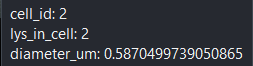 cell_id: 2
lys_in_cell: 2
diameter_um: 0.5870499739050865